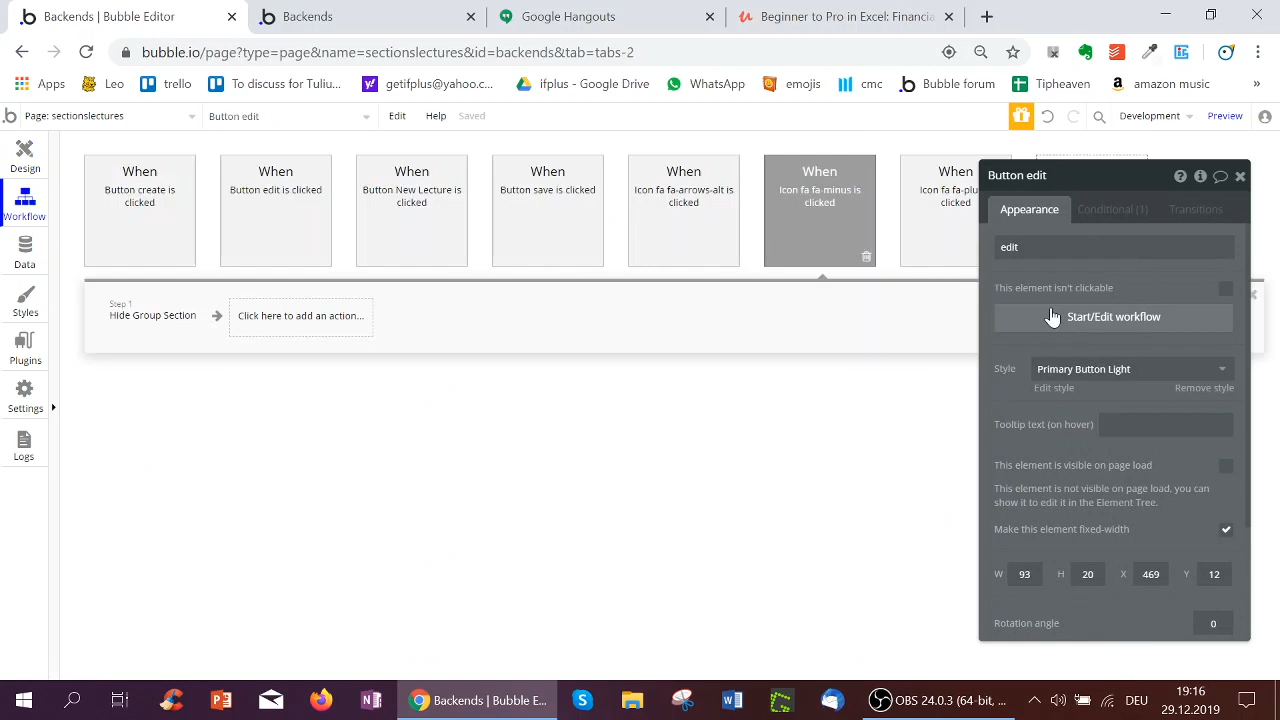 Backends | Bubble Editor
Backends
Google Hangouts
Beginner to Pro in Excel: Financia
bubble.io/page?type=page&name=sectionslectures&id=backends&tab=tabs-2
Apps
Leo
trello
To discuss for Tuliu...
getifplus@yahoo.c...
ifplus - Google Drive
WhatsApp
emojis
cmc
Bubble forum
Tipheaven
amazon music
»
Page: sectionslectures
Button edit
Edit
Help
Saved
Development
Preview
Design
Workflow
Data
Styles
Plugins
Settings
Logs
When
Button create is
clicked
When
Button edit is clicked
When
Button New Lecture is
clicked
When
Button save is clicked
When
Icon fa fa-arrows-alt is
clicked
When
Icon fa fa-minus is
clicked
When
Icon fa fa-plu
clicked
Step 1
Hide Group Section
Click here to add an action...
Button edit
Appearance
Conditional (1)
Transitions
edit
This element isn't clickable
Start/Edit workflow
Style
Primary Button Light
Edit style
Remove style
Tooltip text (on hover)
This element is visible on page load
This element is not visible on page load, you can
show it to edit it in the Element Tree.
Make this element fixed-width
W 93 H 20 X 469 Y 12
Rotation angle
0
Backends | Bubble E...
OBS 24.0.3 (64-bit, ...
DEU
19:16
29.12.2019